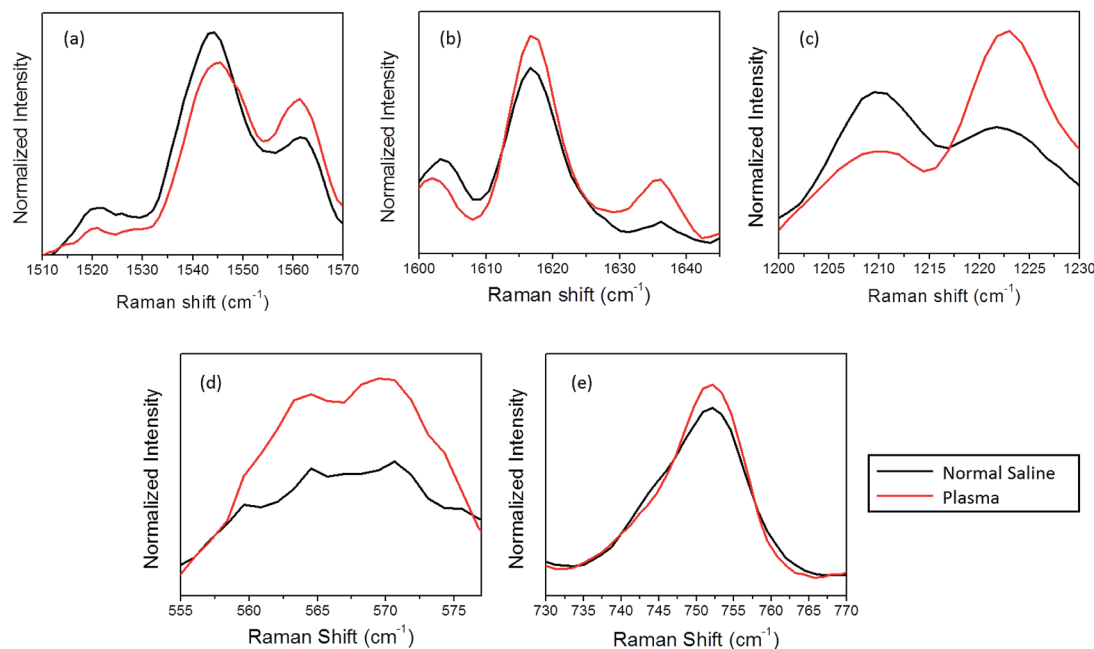 (a)
Normalized Intensity
1510 1520 1530 1540 1550 1560 1570
Raman shift (cm⁻¹)
(b)
Normalized Intensity
1600 1610 1620 1630 1640
Raman shift (cm⁻¹)
(c)
Normalized Intensity
1200 1205 1210 1215 1220 1225 1230
Raman shift (cm⁻¹)
(d)
Normalized Intensity
555 560 565 570 575
Raman Shift (cm⁻¹)
(e)
Normalized Intensity
730 735 740 745 750 755 760 765 770
Raman Shift (cm⁻¹)
Normal Saline
Plasma